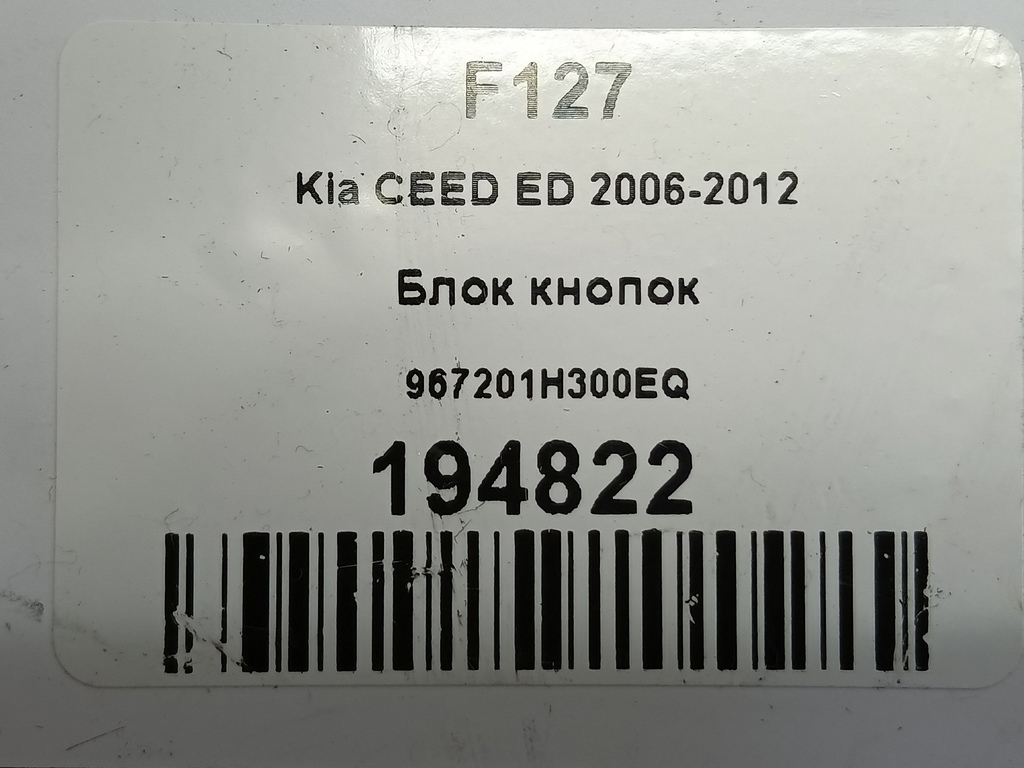 F127
Kia CEED ED 2006-2012
Блок кнопок
967201H300EQ
194822